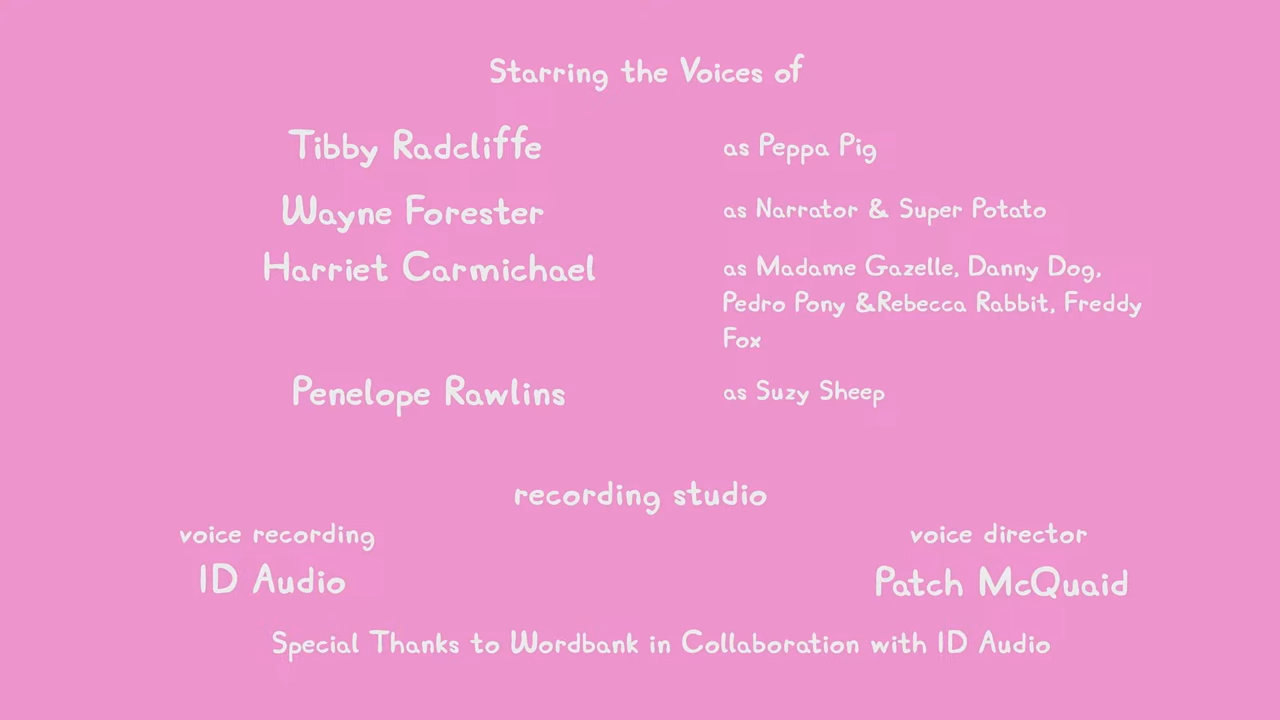 Starring the Voices of
Tibby Radcliffe as Peppa Pig
Wayne Forester as Narrator & Super Potato
Harriet Carmichael as Madame Gazelle, Danny Dog,
Pedro Pony &Rebecca Rabbit, Freddy
Fox
Penelope Rawlins as Suzy Sheep
recording studio
voice recording voice director
ID Audio Patch McQuaid
Special Thanks to Wordbank in Collaboration with ID Audio